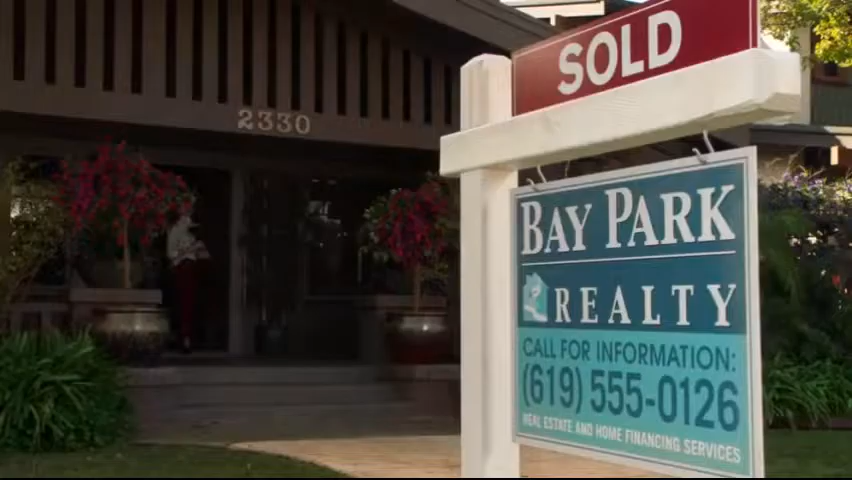 SOLD
2330
BAY PARK
REALTY
CALL FOR INFORMATION:
(619) 555-0126
REAL ESTATE AND HOME FINANCING SERVICES